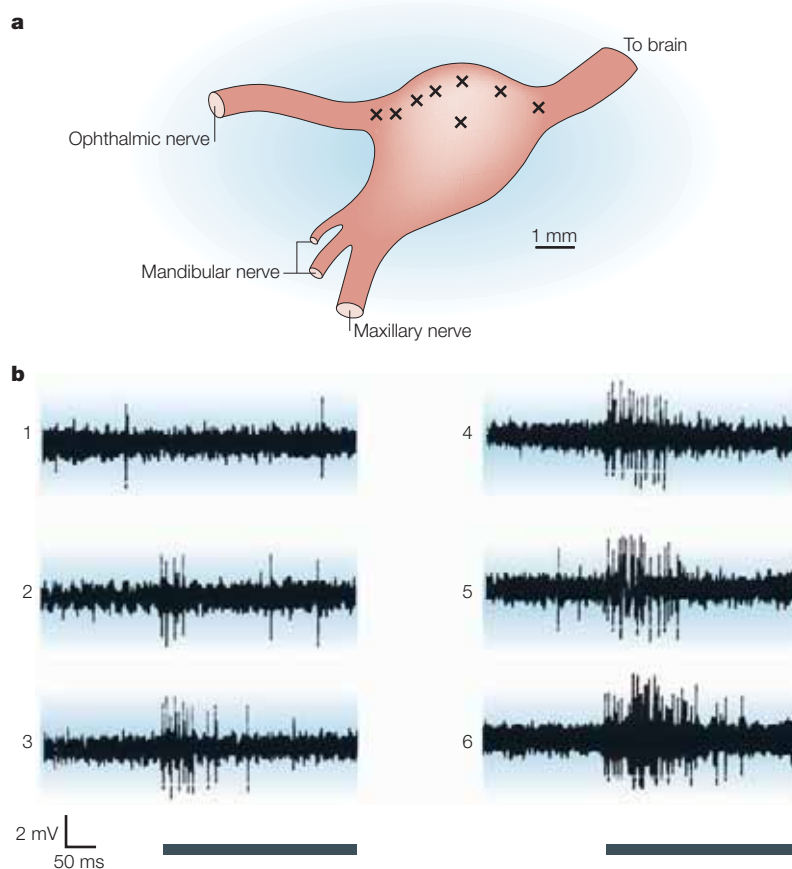 a
To brain
Ophthalmic nerve
1 mm
Mandibular nerve
Maxillary nerve
b
1
4
2
5
3
6
2 mV
50 ms